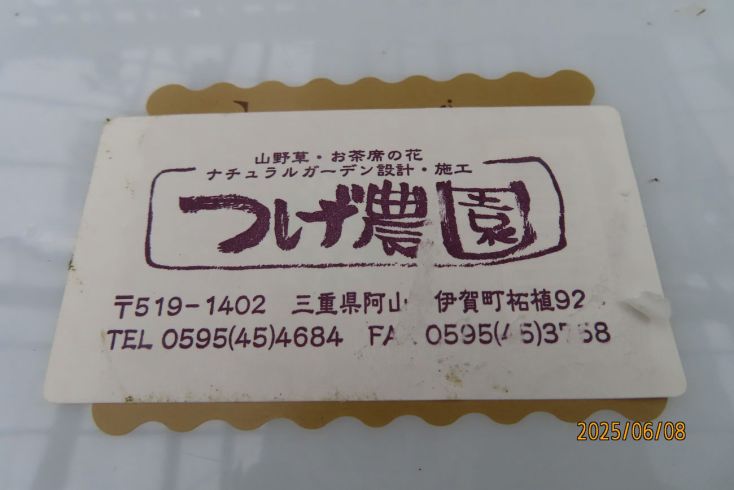 山野草・お茶席の花
ナチュラルガーデン設計・施工
つげ農園
〒519-1402 三重県阿山 伊賀町柘植92
TEL 0595(45)4684 FA 0595(45)3768
2025/06/08